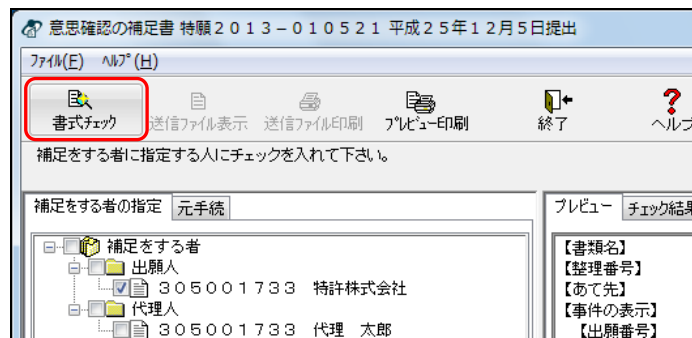 意思確認の補足書 特願２０１３－０１０５２１ 平成２５年１２月５日提出
ﾌｧｲﾙ(F) ﾍﾙﾌﾟ(H)
書式ﾁｪｯｸ 送信ﾌｧｲﾙ表示 送信ﾌｧｲﾙ印刷 ﾌﾟﾚﾋﾞｭｰ印刷 終了 ヘルプ
補足をする者に指定する人にチェックを入れて下さい。
補足をする者の指定 元手続
プレビュー チェック結果
補足をする者
出願人
３０５００１７３３ 特許株式会社
代理人
３０５００１７３３ 代理 太郎
【書類名】
【整理番号】
【あて先】
【事件の表示】
【出願番号】